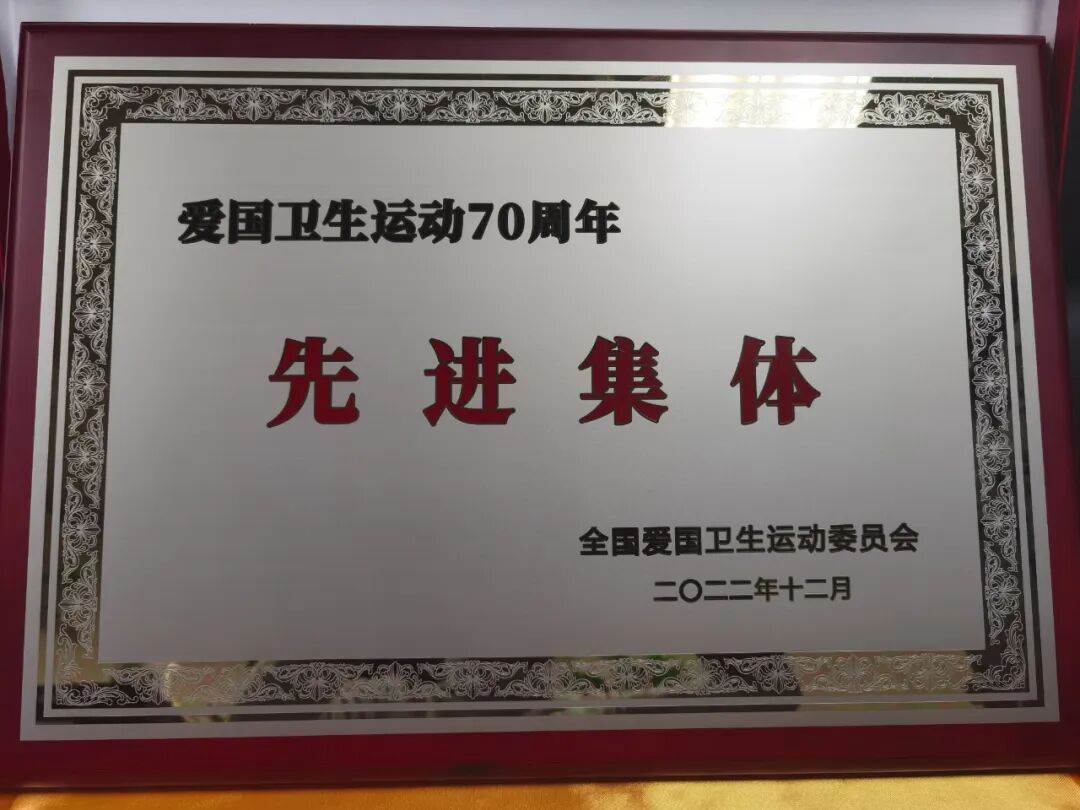 爱国卫生运动70周年
先进集体
全国爱国卫生运动委员会
二〇二二年十二月